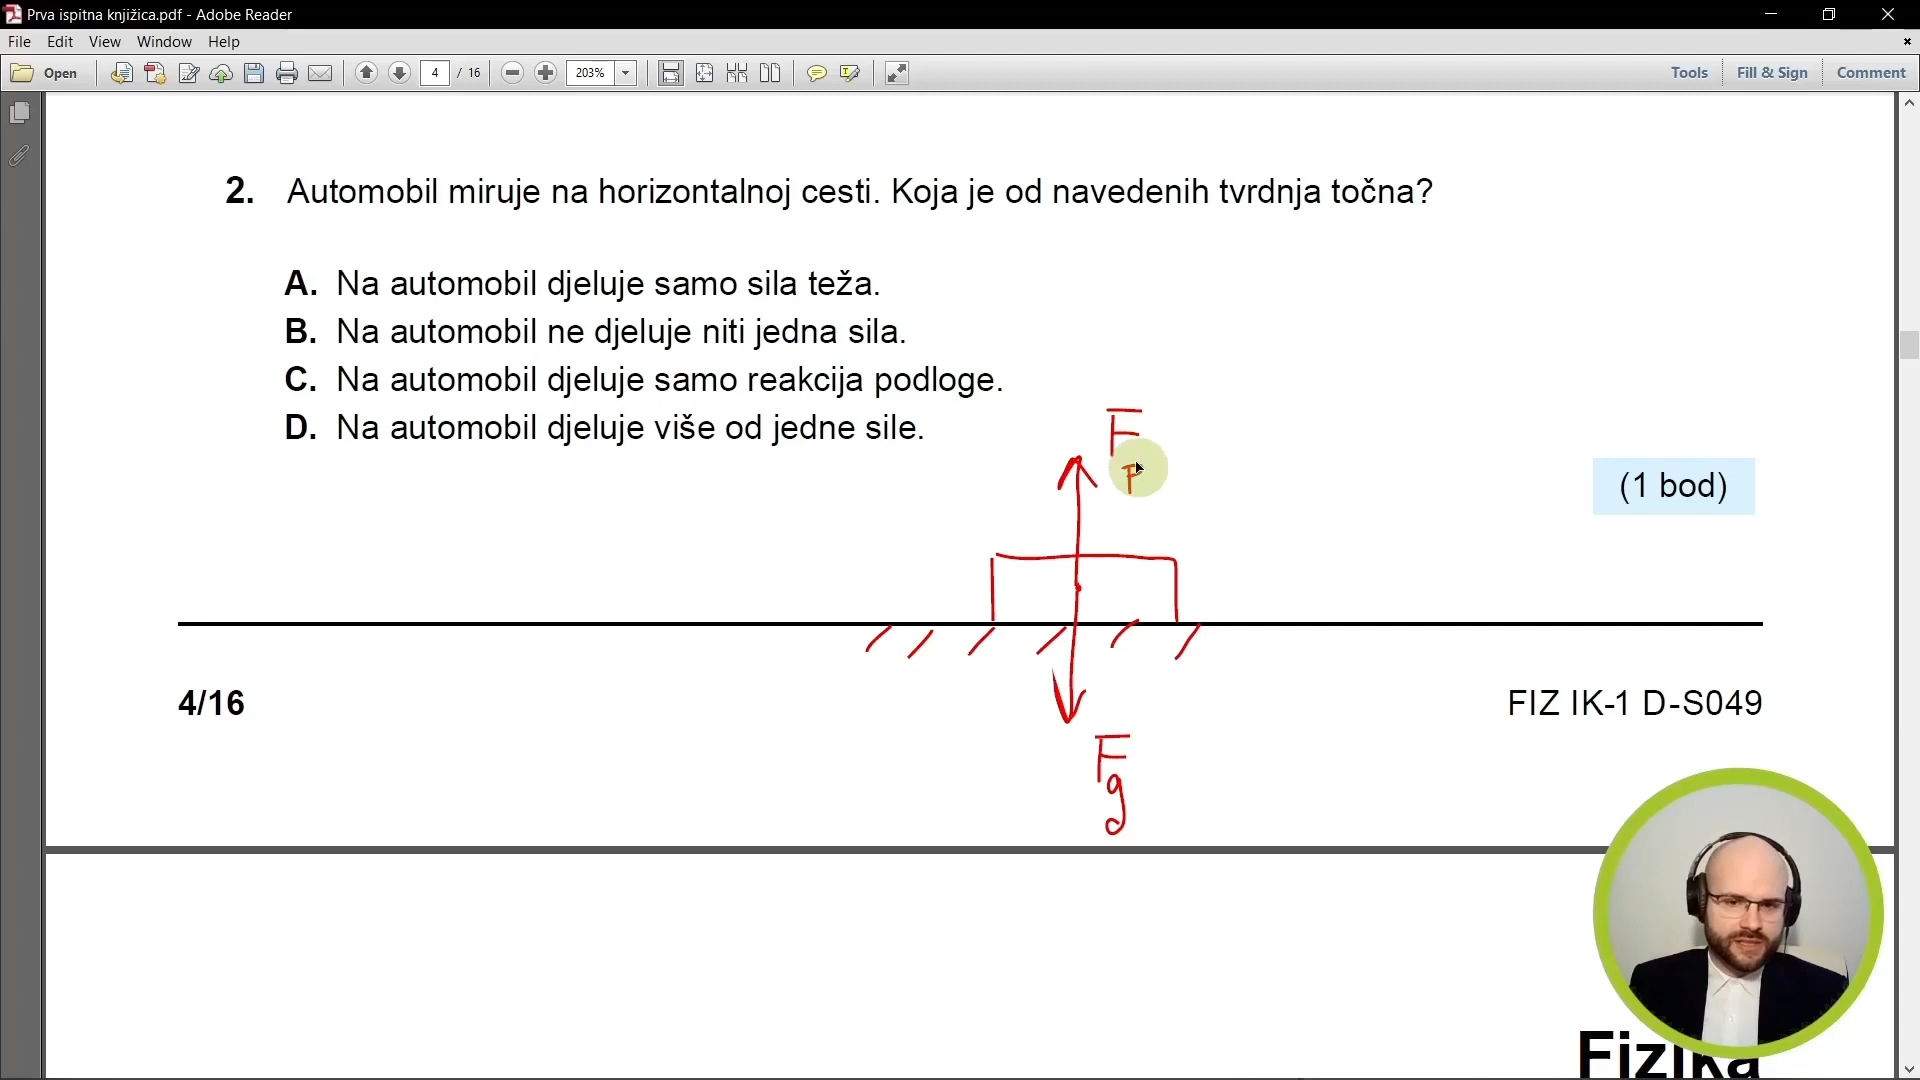 Prva ispitna knjižica.pdf - Adobe Reader
File Edit View Window Help
Open 4 / 16 203% Tools Fill & Sign Comment
2. Automobil miruje na horizontalnoj cesti. Koja je od navedenih tvrdnja točna?
A. Na automobil djeluje samo sila teža.
B. Na automobil ne djeluje niti jedna sila.
C. Na automobil djeluje samo reakcija podloge.
D. Na automobil djeluje više od jedne sile.
F
p
(1 bod)
4/16
FIZ IK-1 D-S049
F
g
Fizika